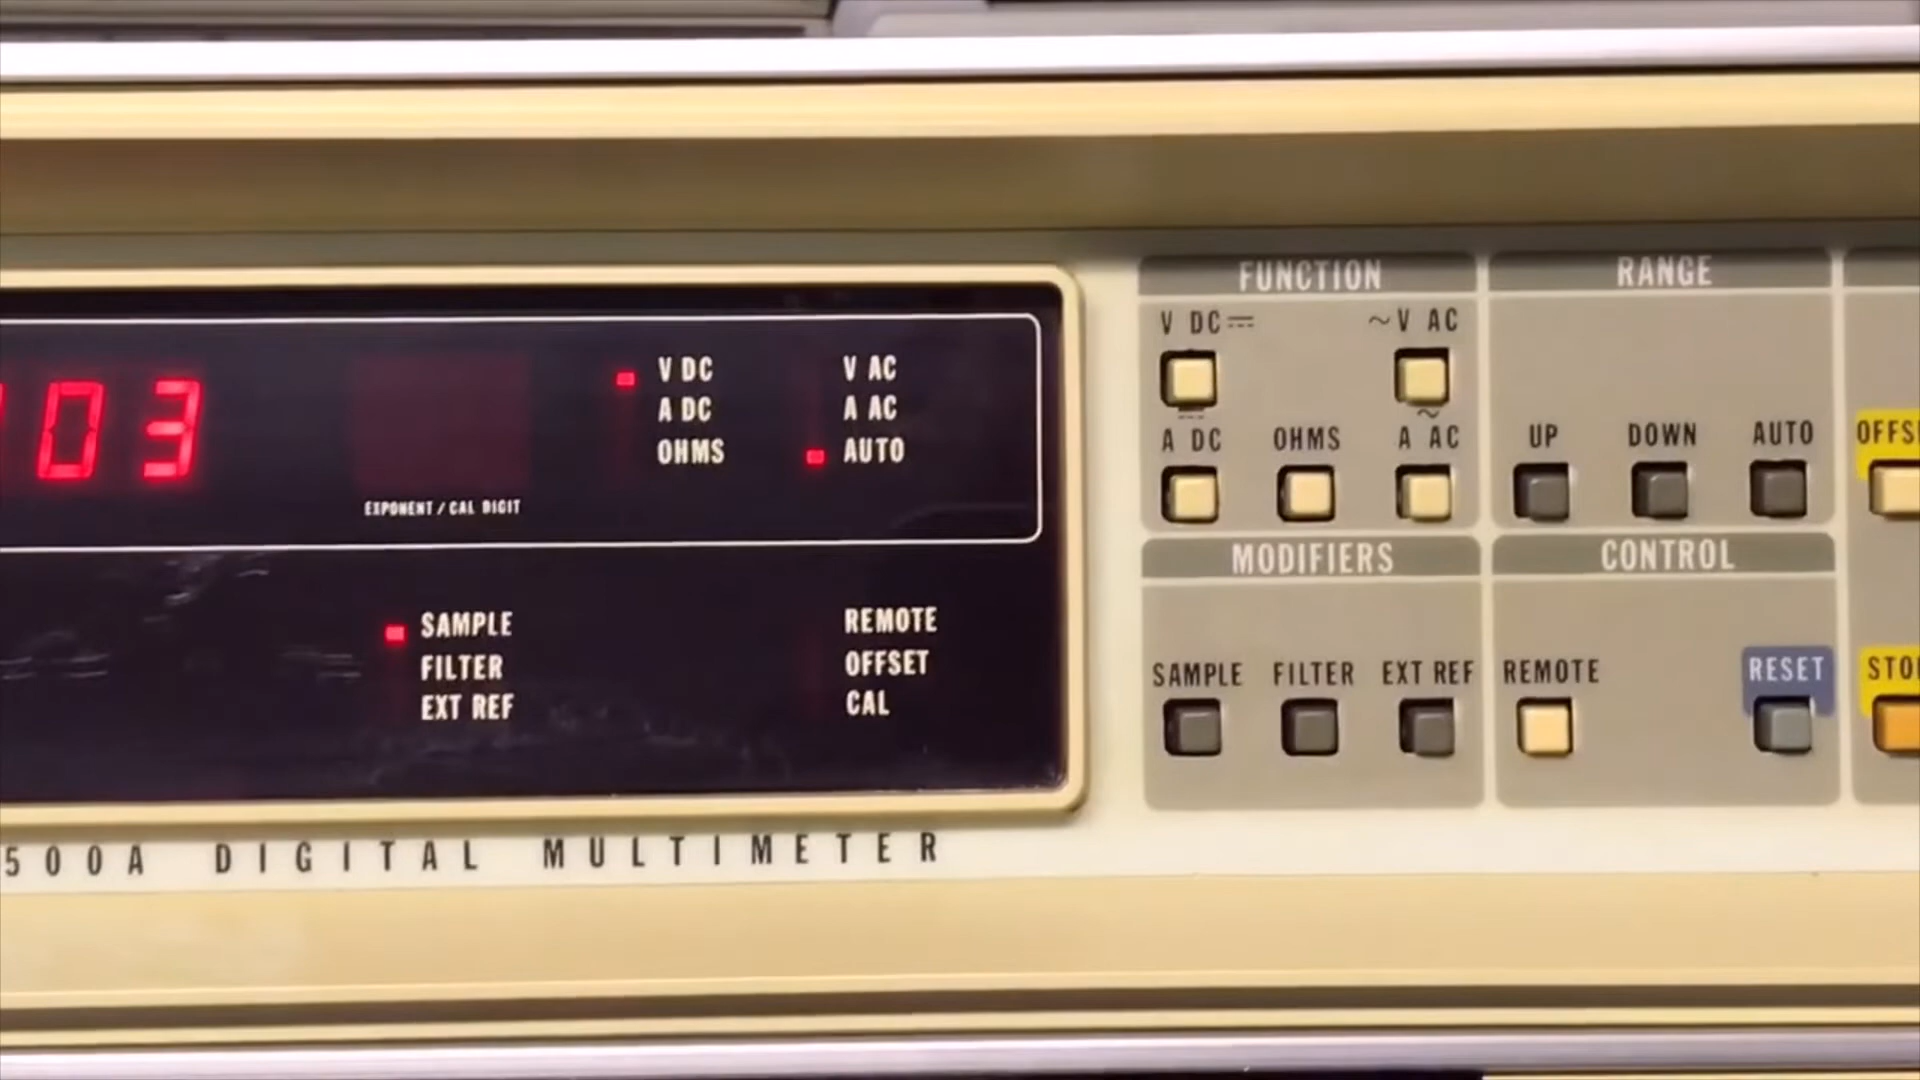 03
EXPONENT / CAL DIGIT
V DC
A DC
OHMS
V AC
A AC
AUTO
SAMPLE
FILTER
EXT REF
REMOTE
OFFSET
CAL
500A DIGITAL MULTIMETER
FUNCTION
V DC
~V AC
A DC
OHMS
~
A AC
RANGE
UP
DOWN
AUTO
MODIFIERS
SAMPLE
FILTER
EXT REF
CONTROL
REMOTE
RESET
OFFS
STO